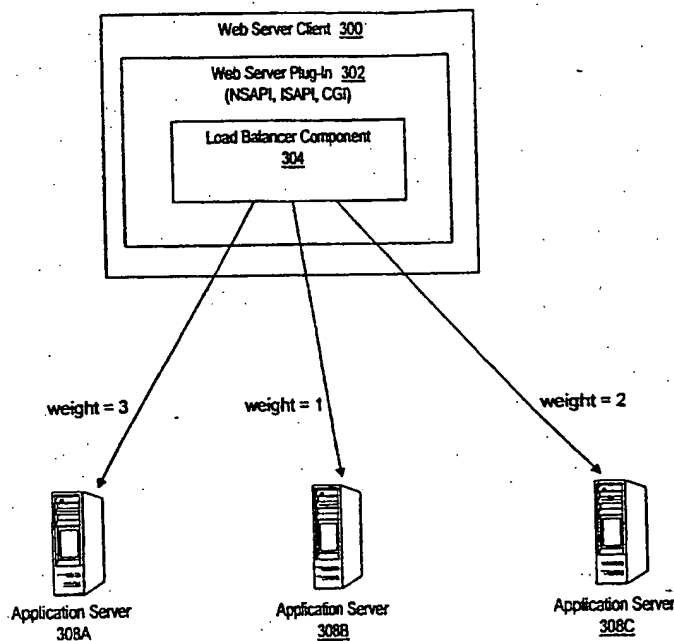 Web Server Client 300
Web Server Plug-In 302
(NSAPI, ISAPI, CGI)
Load Balancer Component
304
weight = 3
weight = 1
weight = 2
Application Server
308A
Application Server
308B
Application Server
308C